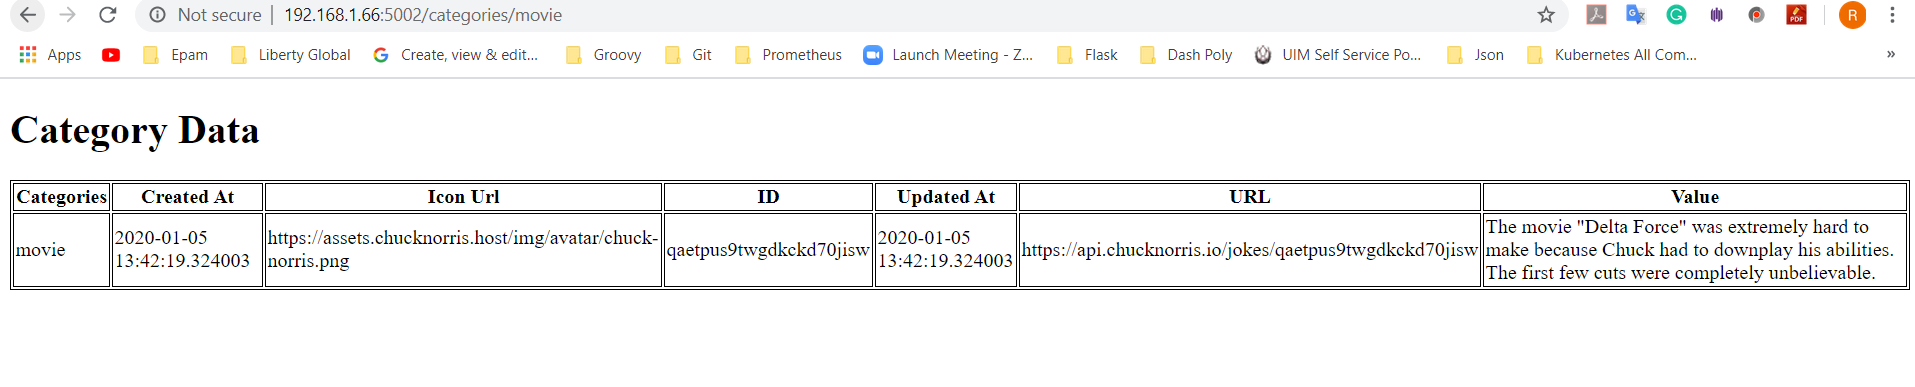 Not secure | 192.168.1.66:5002/categories/movie
PDF
R
Apps Epam Liberty Global Create, view & edit... Groovy Git Prometheus Launch Meeting - Z... Flask Dash Poly UIM Self Service Po... Json Kubernetes All Com... »
Category Data
Categories Created At Icon Url ID Updated At URL Value
movie
2020-01-05
13:42:19.324003
https://assets.chucknorris.host/img/avatar/chuck-
norris.png
qaetpus9twgdkckd70jisw
2020-01-05
13:42:19.324003
https://api.chucknorris.io/jokes/qaetpus9twgdkckd70jisw
The movie "Delta Force" was extremely hard to
make because Chuck had to downplay his abilities.
The first few cuts were completely unbelievable.